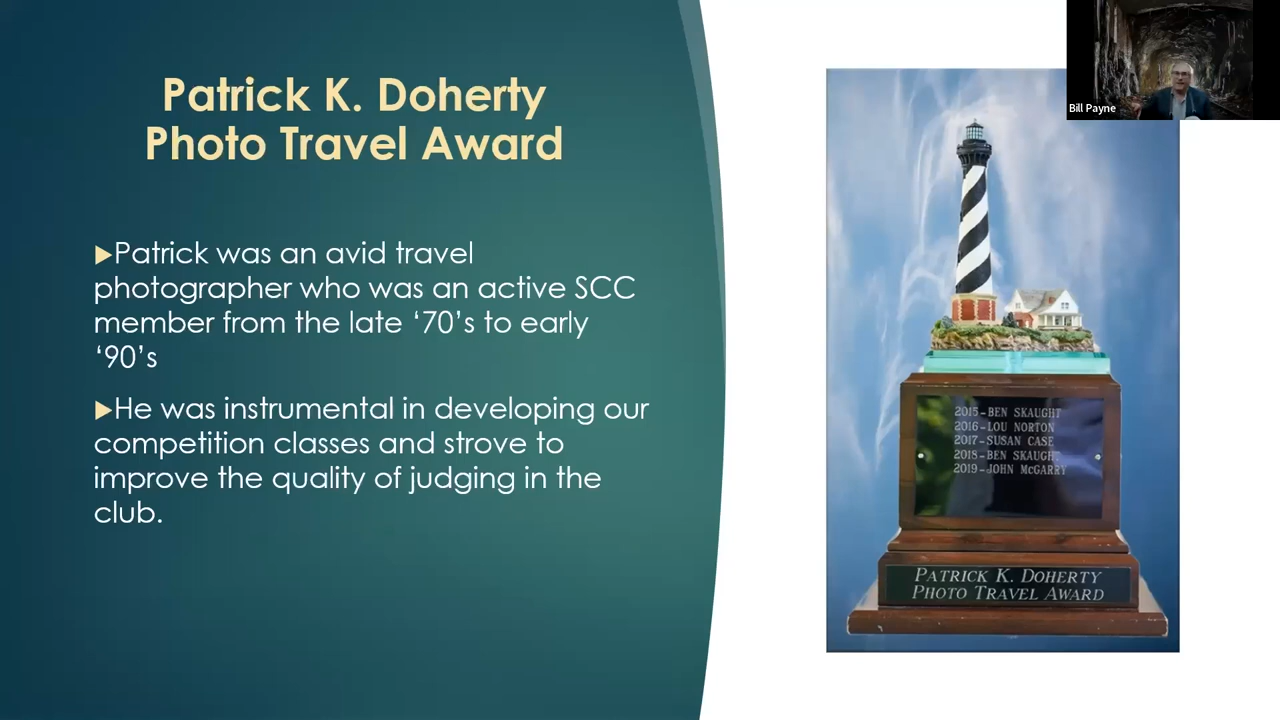 Patrick K. Doherty
Photo Travel Award
Patrick was an avid travel
photographer who was an active SCC
member from the late ‘70’s to early
‘90’s
He was instrumental in developing our
competition classes and strove to
improve the quality of judging in the
club.
Bill Payne
2015-BEN SKAUGHT
2016-LOU NORTON
2017-SUSAN CASE
2018-BEN SKAUGHT
2019-JOHN McGARRY
PATRICK K. DOHERTY
PHOTO TRAVEL AWARD